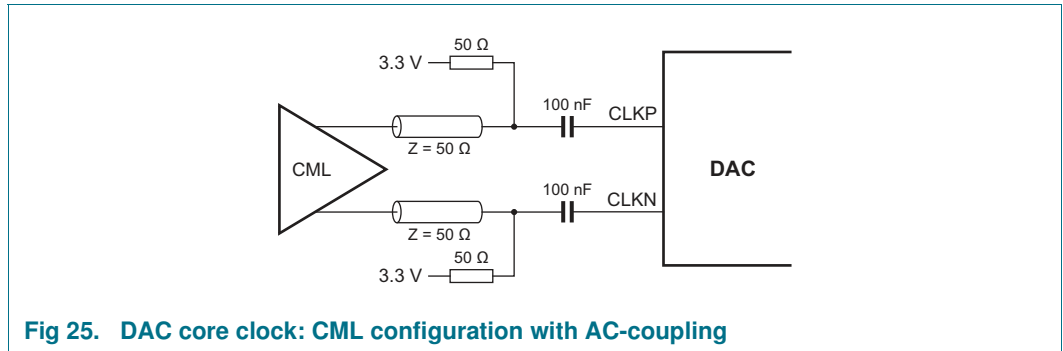 50 Ω
3.3 V
100 nF
CLKP
Z = 50 Ω
CML
DAC
100 nF
CLKN
Z = 50 Ω
50 Ω
3.3 V
Fig 25. DAC core clock: CML configuration with AC-coupling